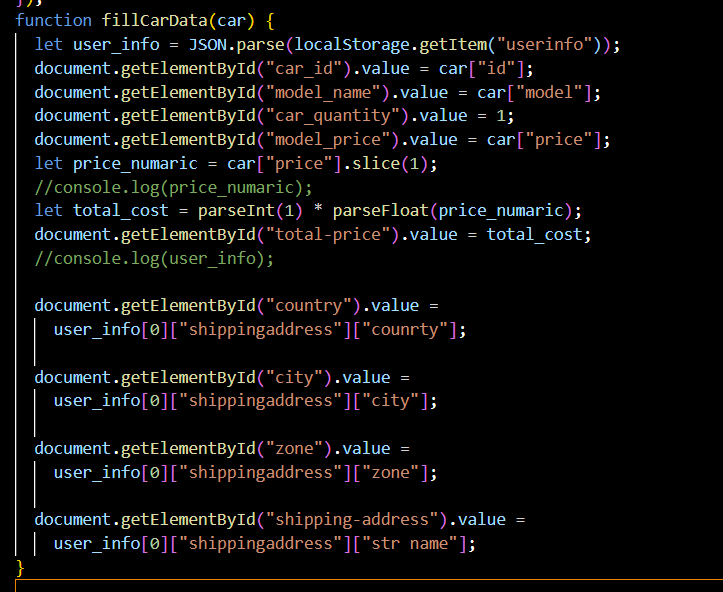 });
function fillCarData(car) {
let user_info = JSON.parse(localStorage.getItem("userinfo"));
document.getElementById("car_id").value = car["id"];
document.getElementById("model_name").value = car["model"];
document.getElementById("car_quantity").value = 1;
document.getElementById("model_price").value = car["price"];
let price_numaric = car["price"].slice(1);
//console.log(price_numaric);
let total_cost = parseInt(1) * parseFloat(price_numaric);
document.getElementById("total-price").value = total_cost;
//console.log(user_info);
document.getElementById("country").value =
user_info[0]["shippingaddress"]["counrty"];
document.getElementById("city").value =
user_info[0]["shippingaddress"]["city"];
document.getElementById("zone").value =
user_info[0]["shippingaddress"]["zone"];
document.getElementById("shipping-address").value =
user_info[0]["shippingaddress"]["str name"];
}